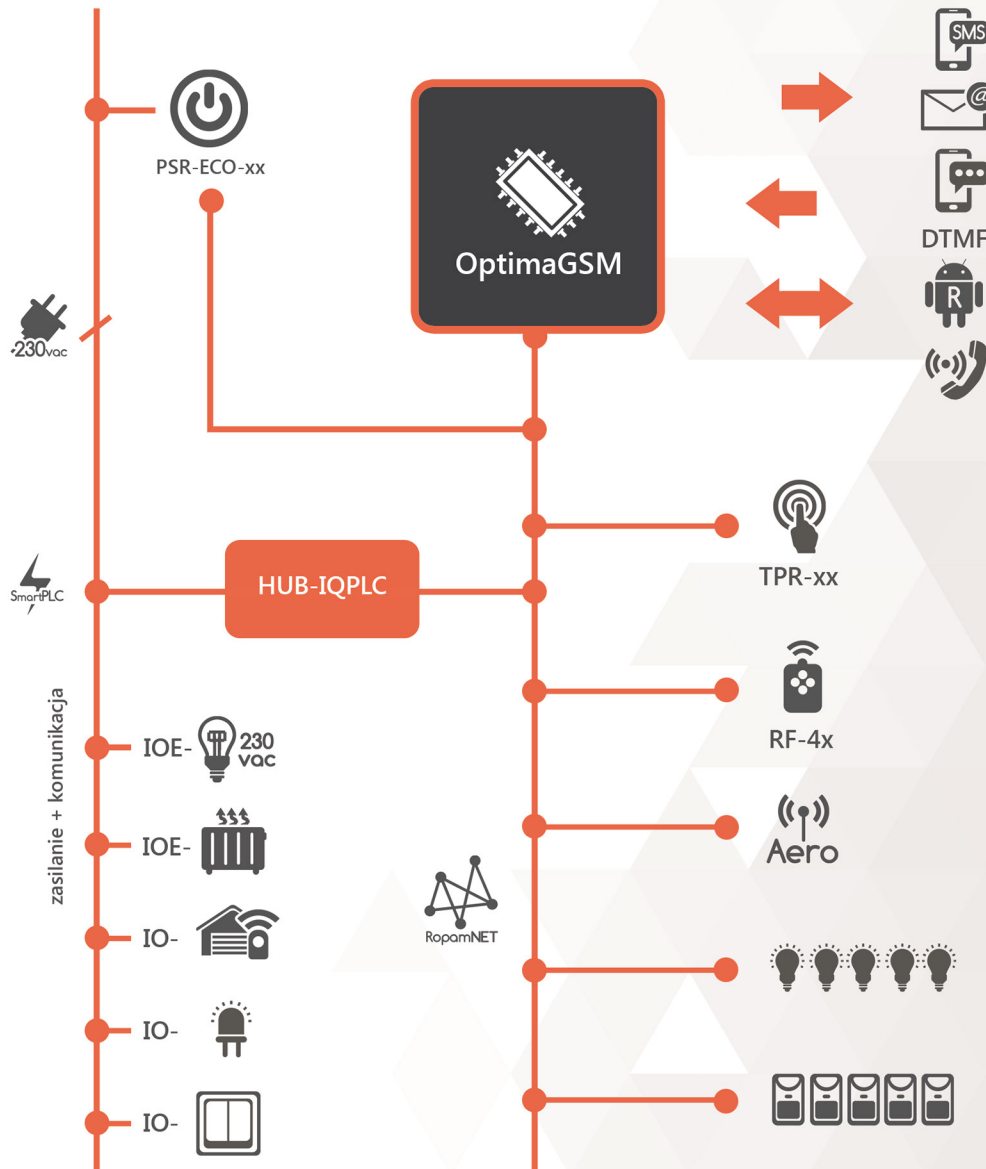 SMS
@
PSR-ECO-xx
OptimaGSM
DTMF
R
230vac
HUB-IQPLC
TPR-xx
SmartPLC
zasilanie + komunikacja
RF-4x
IOE-
230
vac
IOE-
Aero
RopamNET
IO-
IO-
IO-